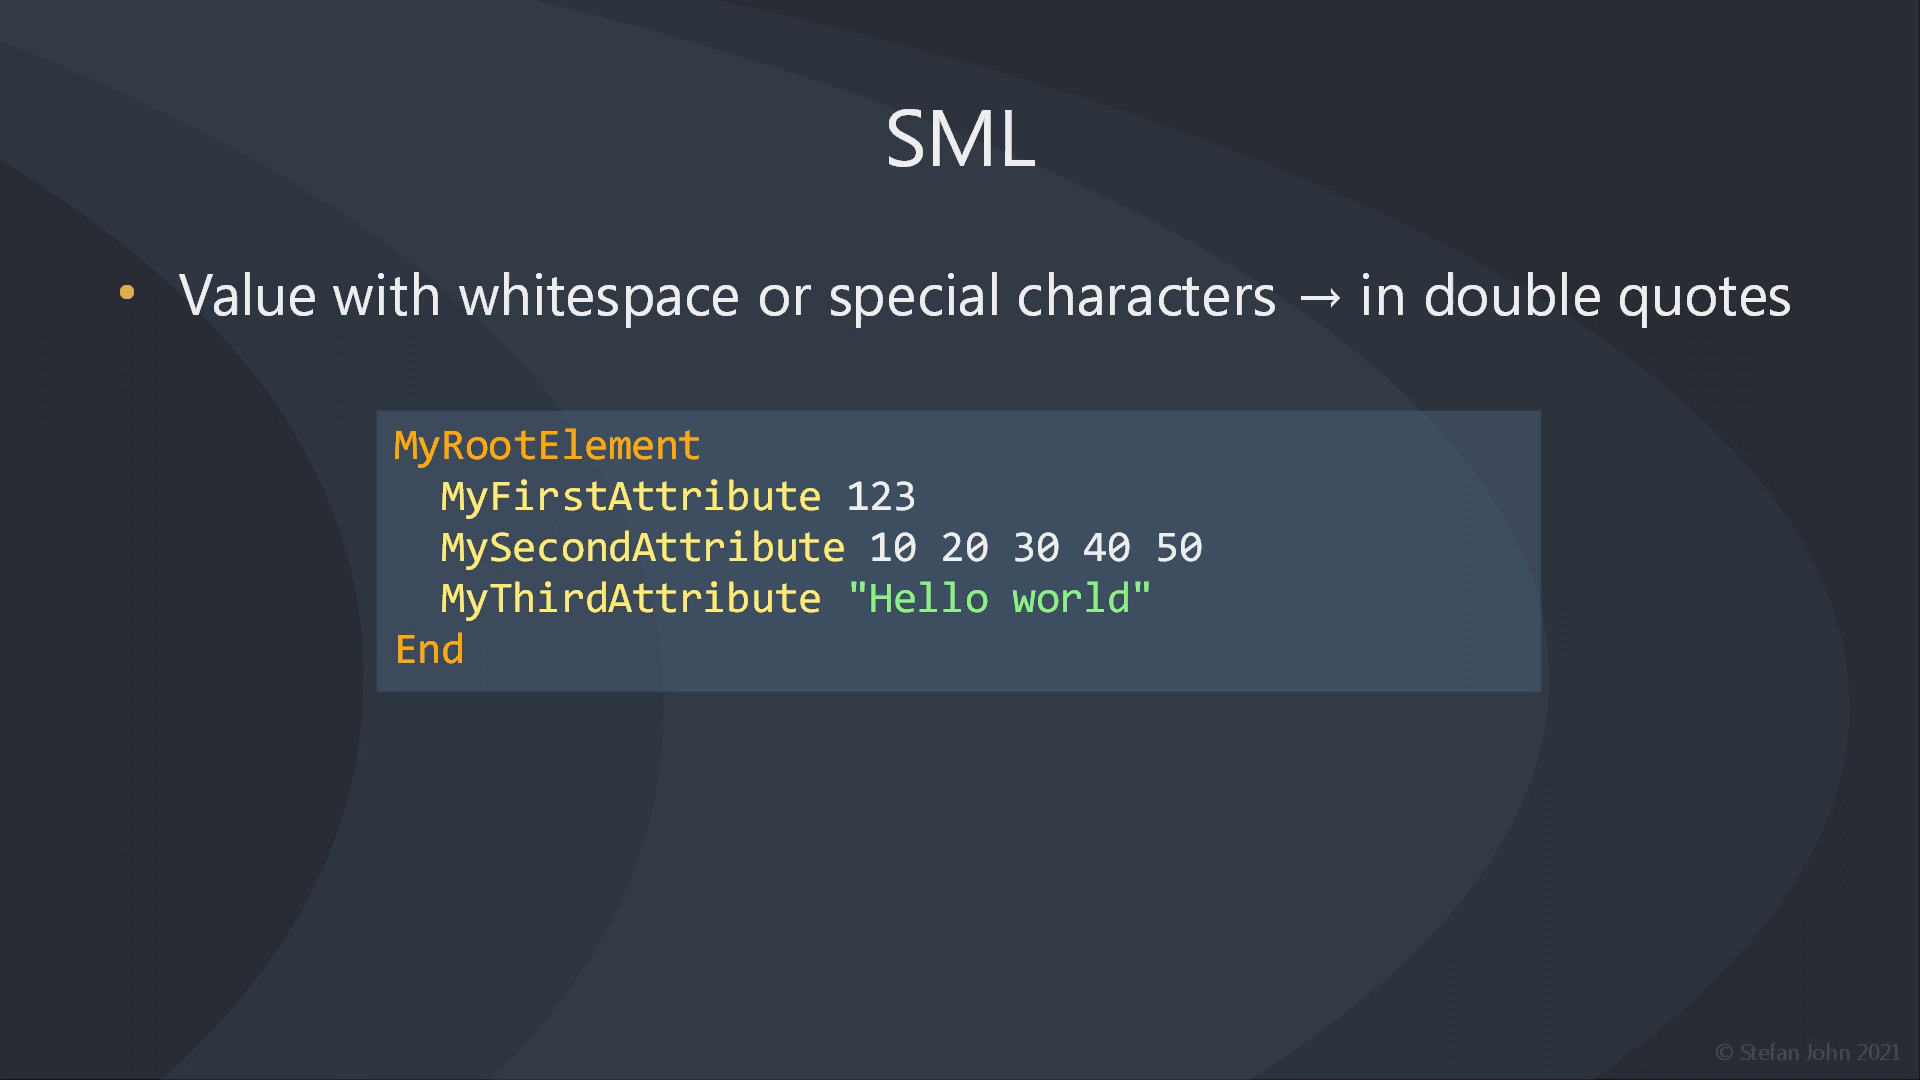 SML
• Value with whitespace or special characters → in double quotes
MyRootElement
  MyFirstAttribute 123
  MySecondAttribute 10 20 30 40 50
  MyThirdAttribute "Hello world"
End
© Stefan John 2021